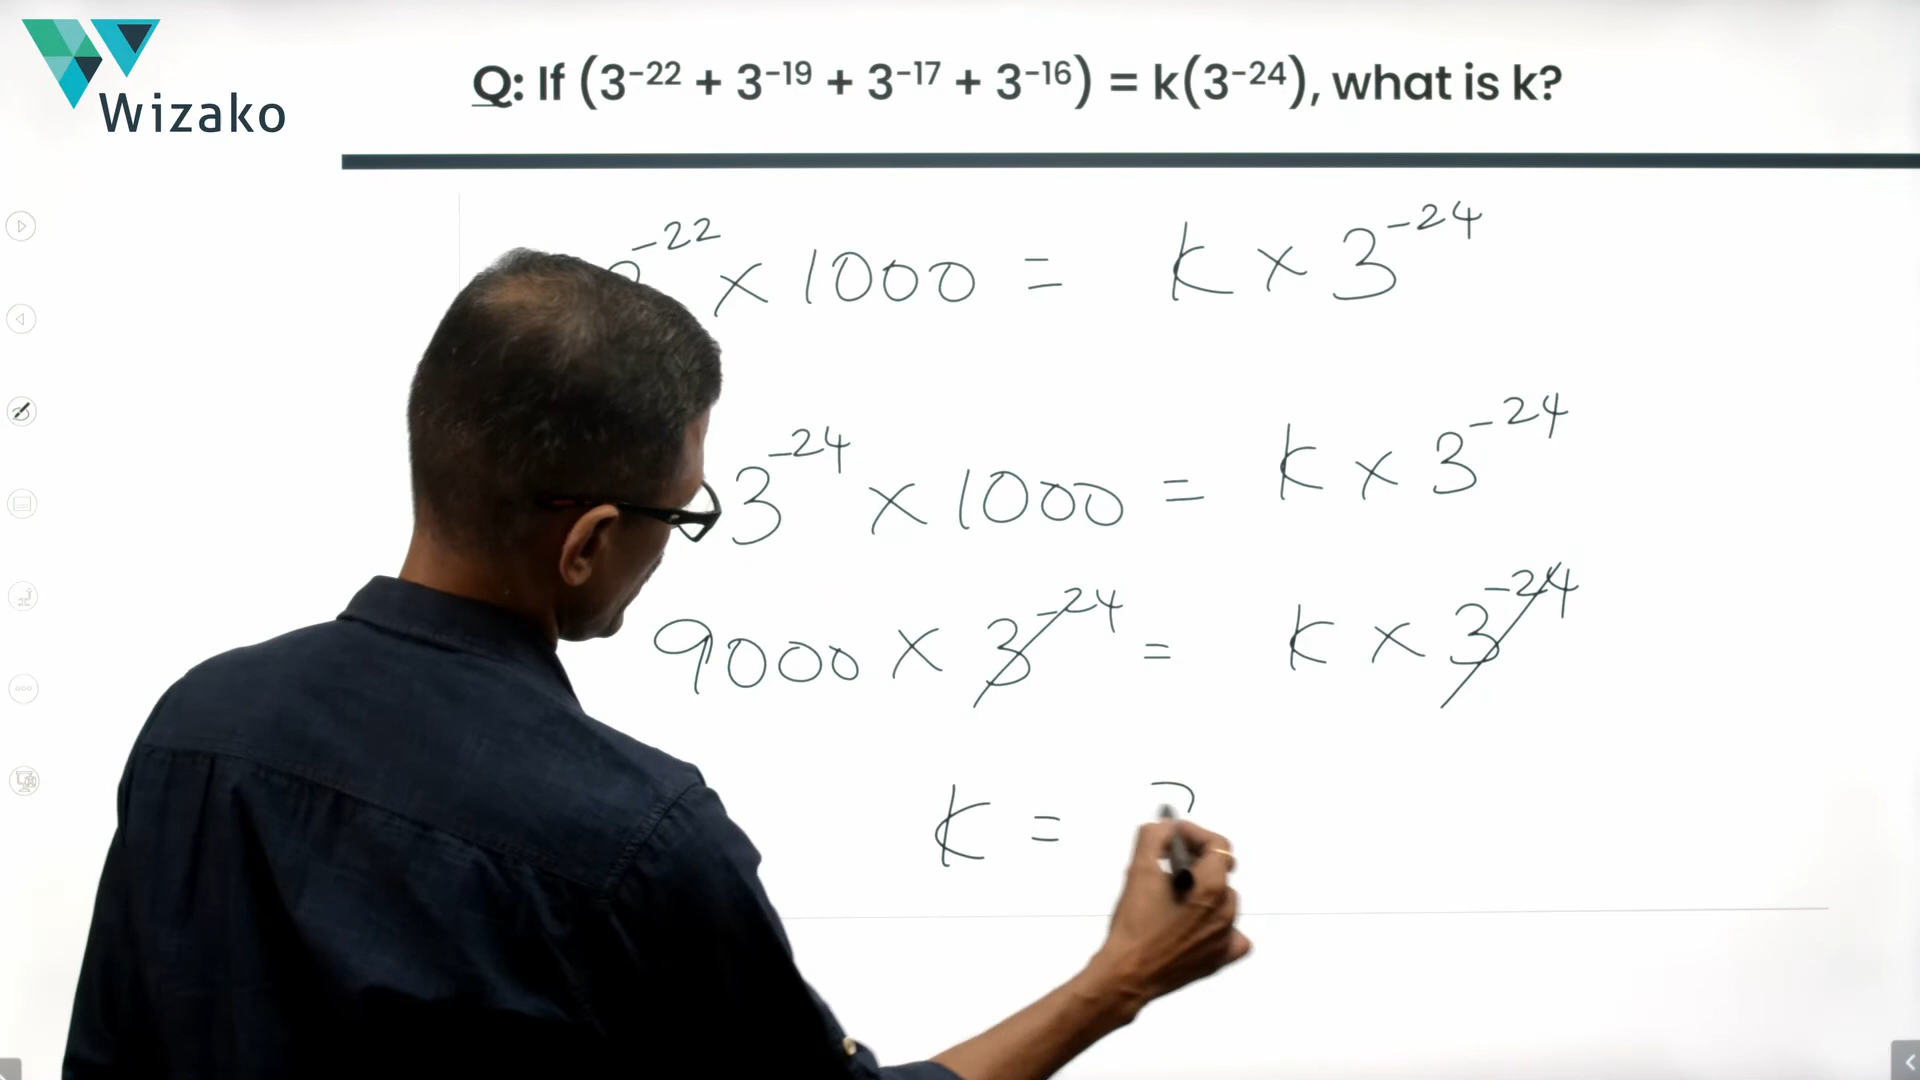 Wizako
Q: If (3⁻²² + 3⁻¹⁹ + 3⁻¹⁷ + 3⁻¹⁶) = k(3⁻²⁴), what is k?
⁻²² × 1000 = k × 3⁻²⁴
3⁻²⁴ × 1000 = k × 3⁻²⁴
9000 × 3⁻²⁴ = k × 3⁻²⁴
k =